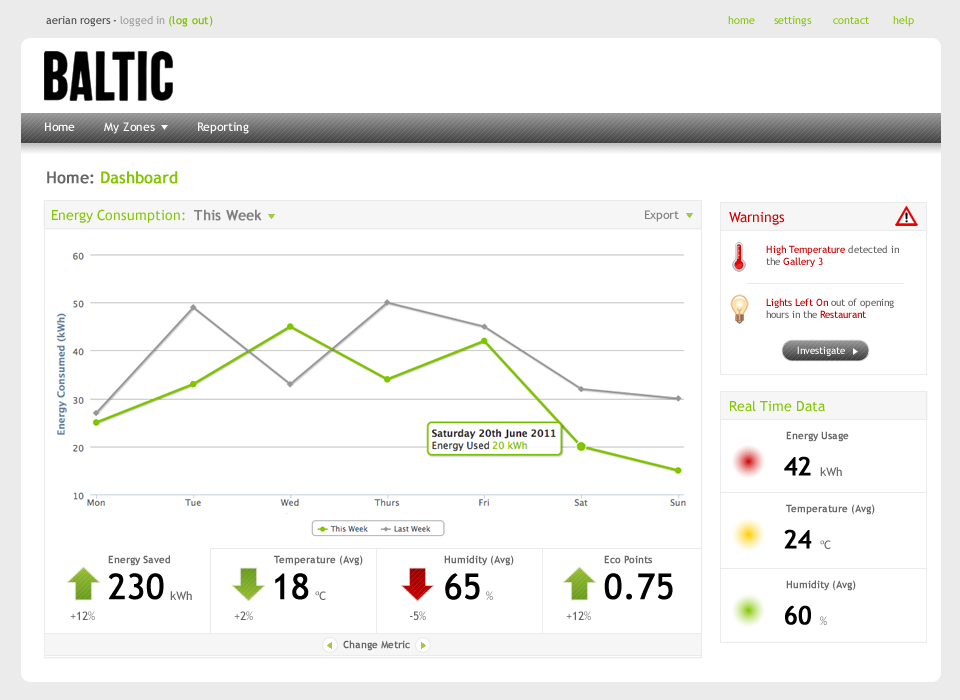 aerian rogers - logged in (log out)
home settings contact help
BALTIC
Home My Zones Reporting
Home: Dashboard
Energy Consumption: This Week
Export
60
50
40
30
20
10
Energy Consumed (kWh)
Saturday 20th June 2011
Energy Used 20 kWh
Mon Tue Wed Thurs Fri Sat Sun
This Week Last Week
Energy Saved
230 kWh
+12%
Temperature (Avg)
18 ºC
+2%
Humidity (Avg)
65 %
-5%
Eco Points
0.75
+12%
Change Metric
Warnings
High Temperature detected in
the Gallery 3
Lights Left On out of opening
hours in the Restaurant
Investigate
Real Time Data
Energy Usage
42 kWh
Temperature (Avg)
24 ºC
Humidity (Avg)
60 %